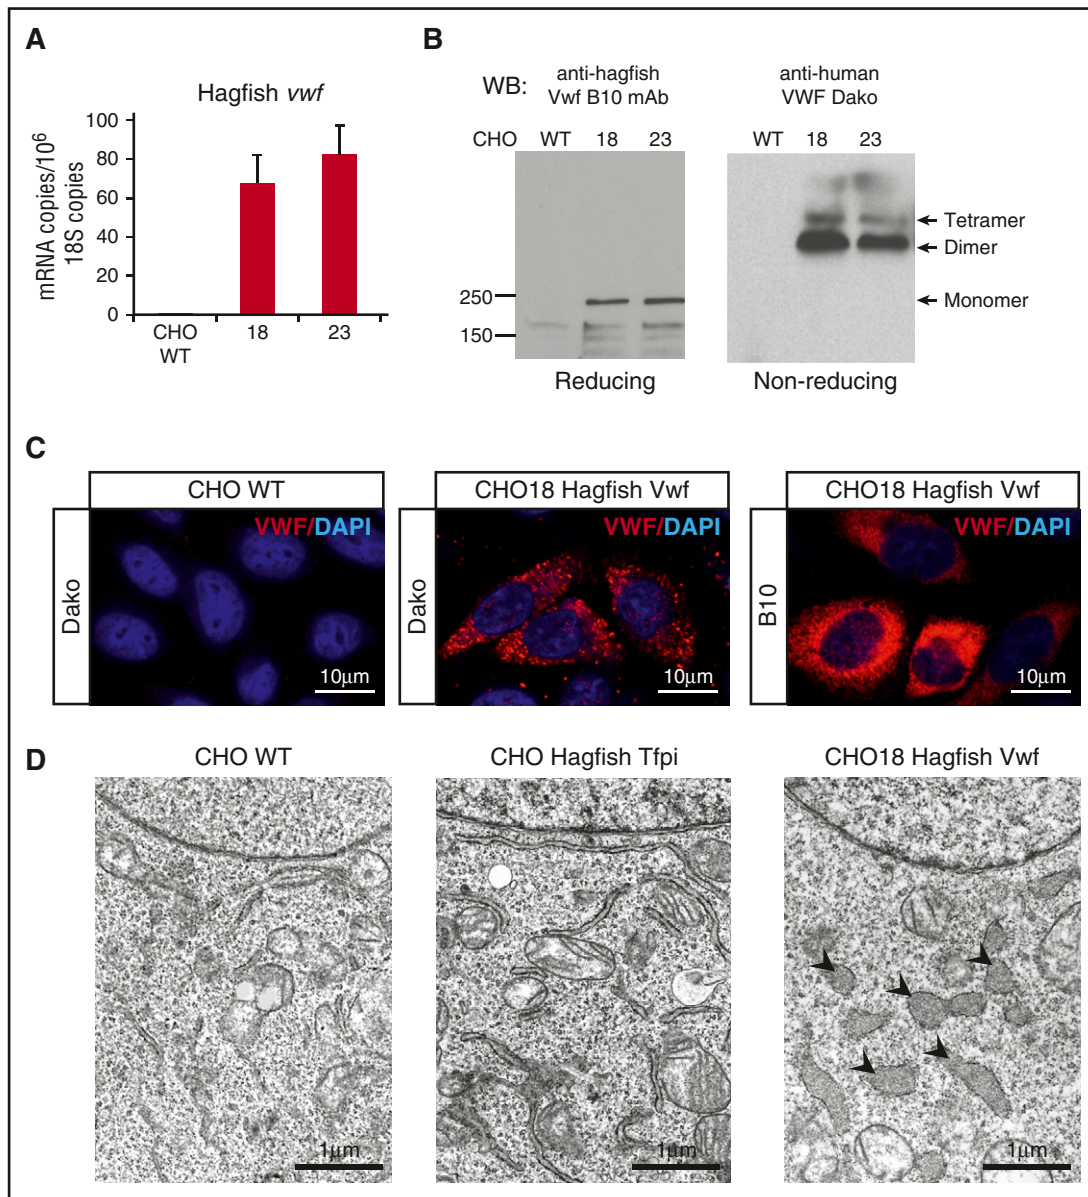 A
Hagfish vwf
mRNA copies/10⁶
18S copies
100
80
60
40
20
0
CHO
WT
18
23
B
WB:
anti-hagfish
Vwf B10 mAb
anti-human
VWF Dako
CHO WT 18 23
WT 18 23
250
150
Tetramer
Dimer
Monomer
Reducing
Non-reducing
C
CHO WT
CHO18 Hagfish Vwf
CHO18 Hagfish Vwf
Dako
VWF/DAPI
10µm
Dako
VWF/DAPI
10µm
B10
VWF/DAPI
10µm
D
CHO WT
CHO Hagfish Tfpi
CHO18 Hagfish Vwf
1µm
1µm
1µm